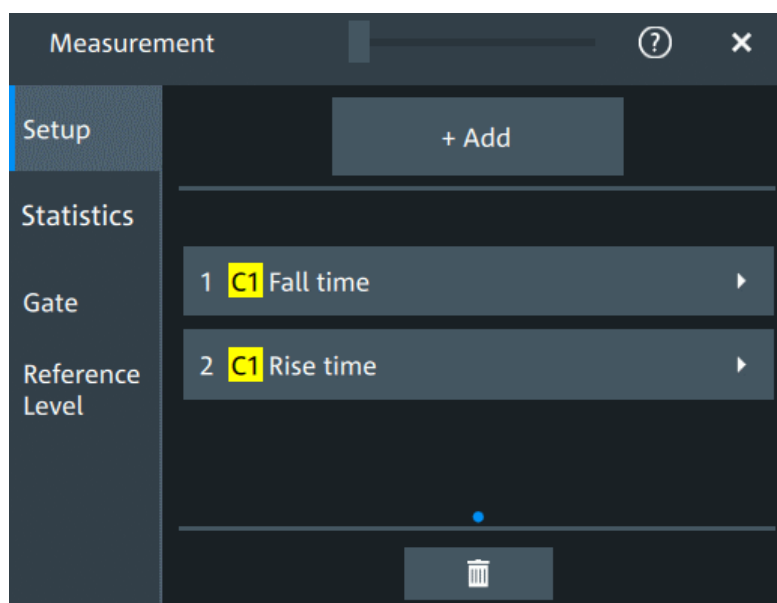 Measurement
?
Setup
+ Add
Statistics
1 C1 Fall time
Gate
2 C1 Rise time
Reference
Level